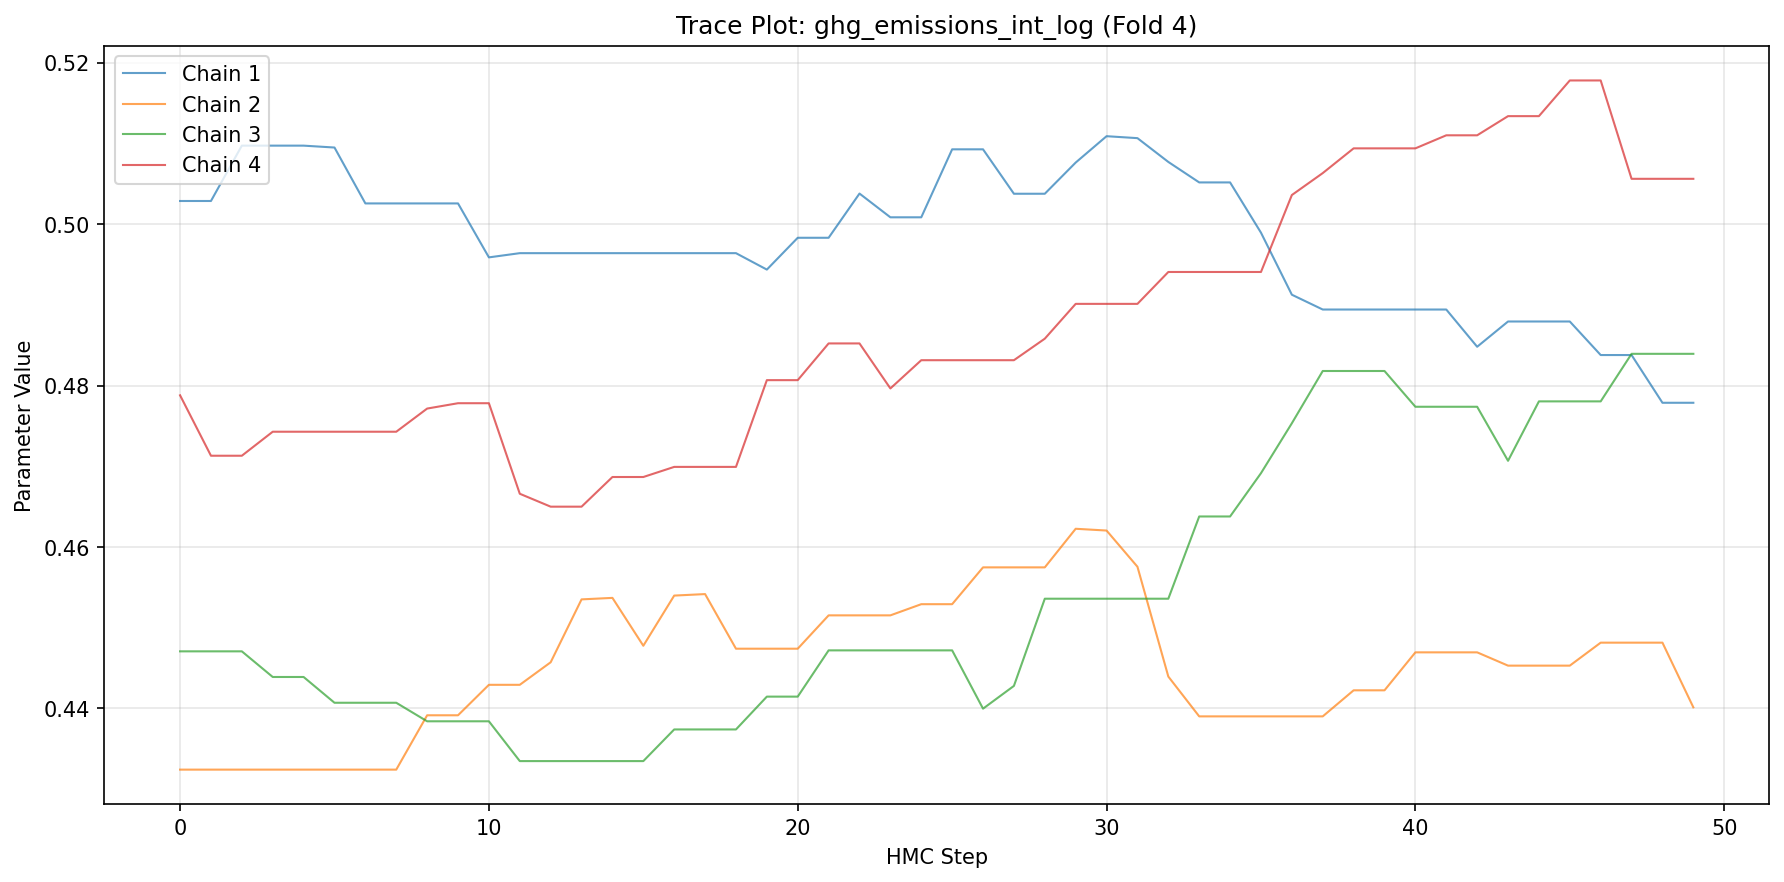 Trace Plot: ghg_emissions_int_log (Fold 4)
Chain 1
Chain 2
Chain 3
Chain 4
0.52
0.50
0.48
0.46
0.44
Parameter Value
0 10 20 30 40 50
HMC Step